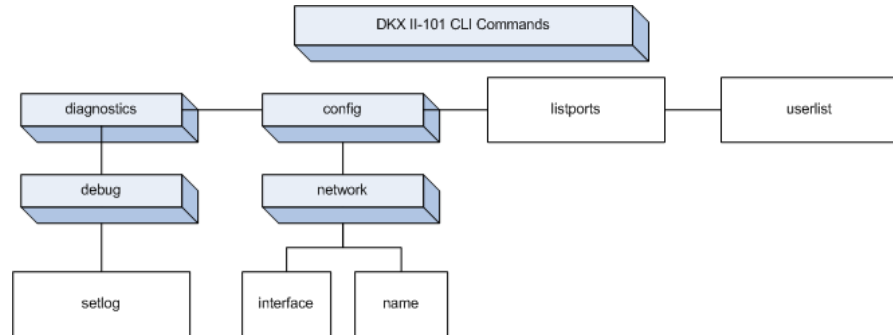 DKX II-101 CLI Commands
diagnostics
config
listports
userlist
debug
network
setlog
interface
name